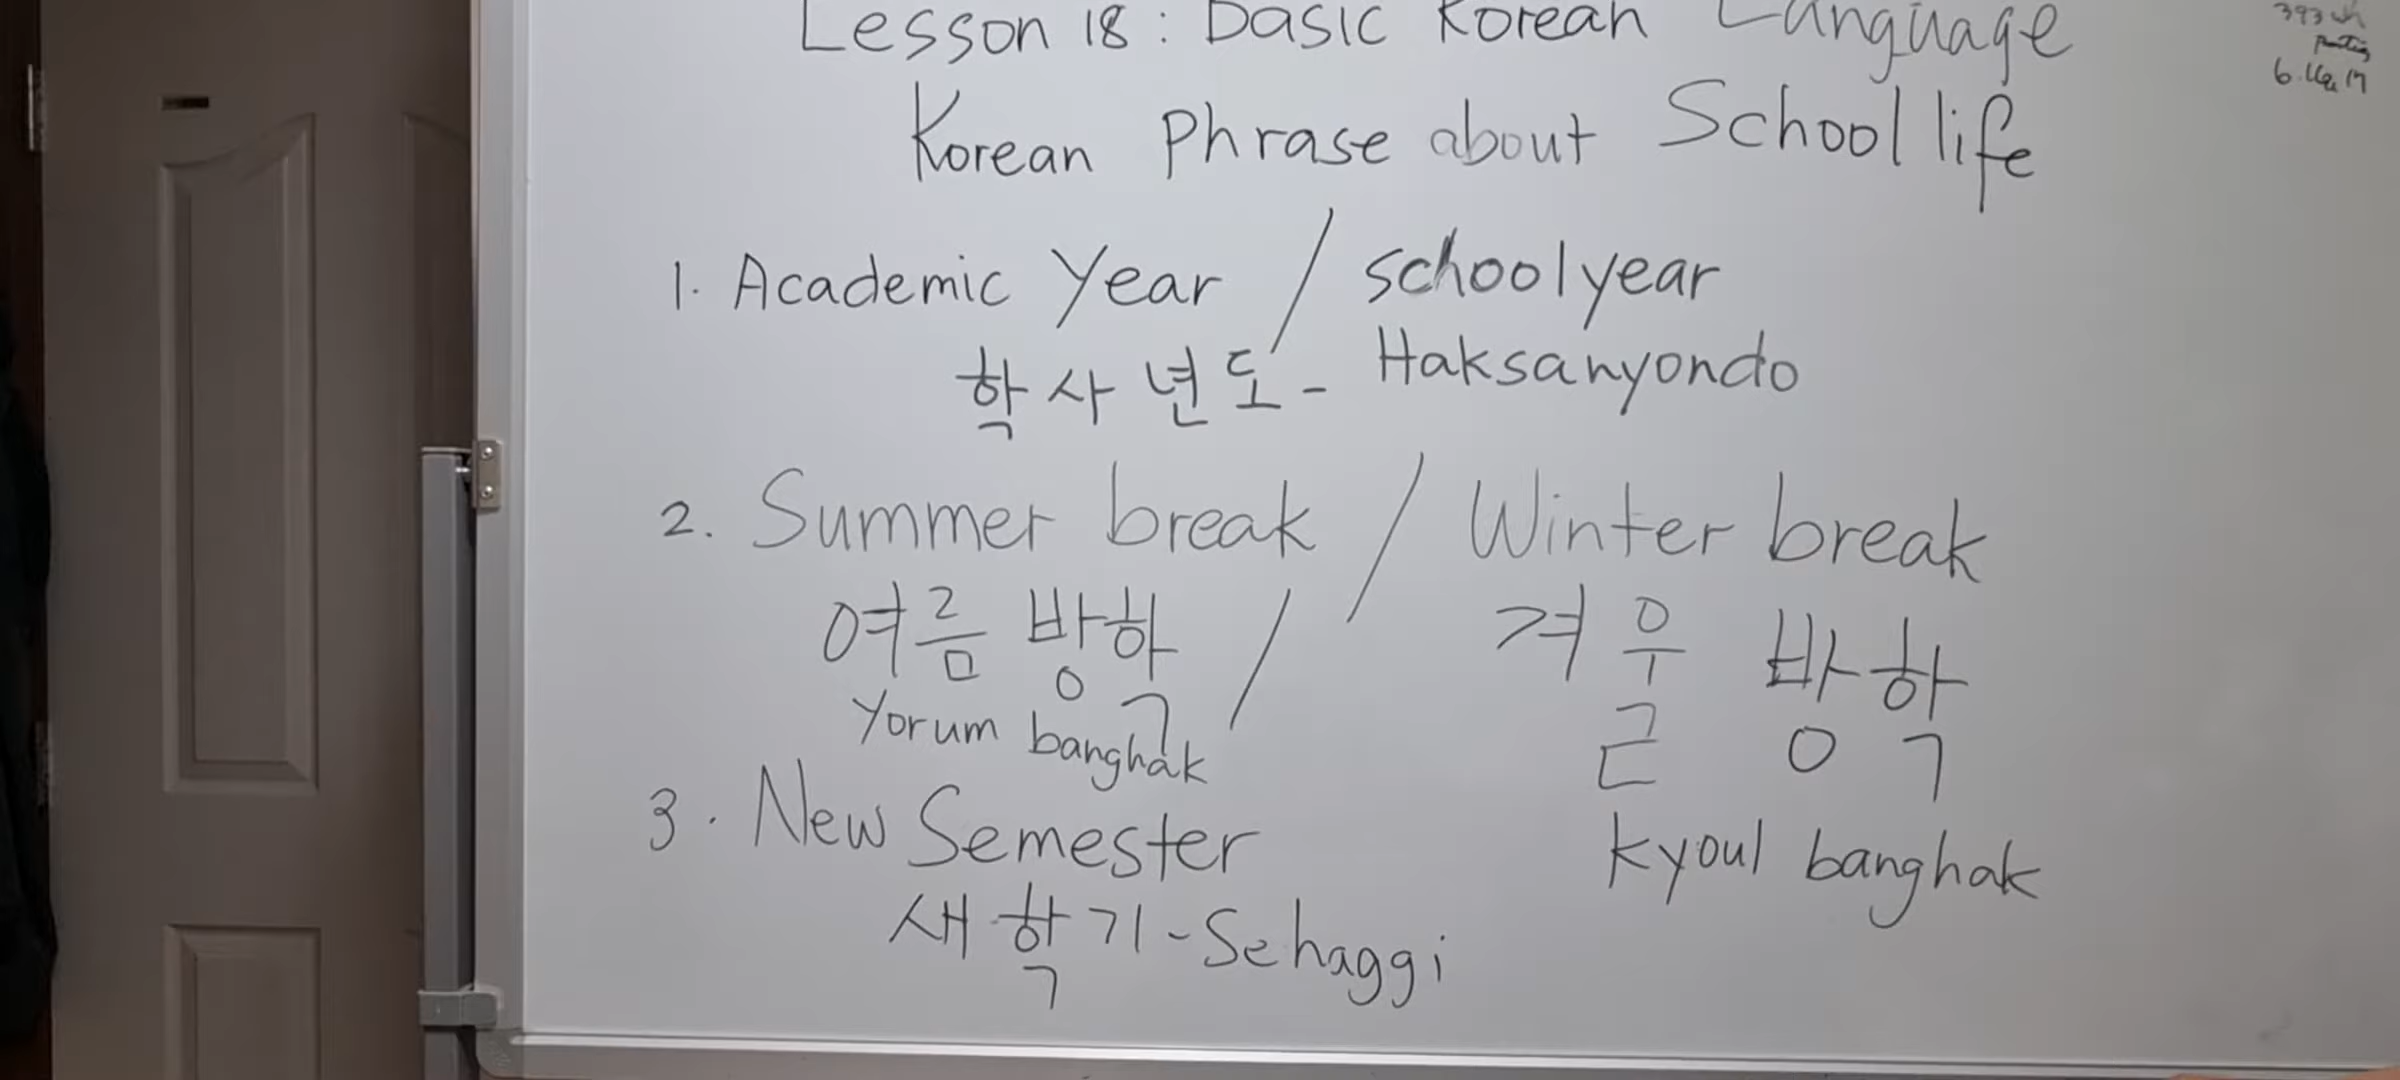 Lesson 18: Basic Korean Language
Korean Phrase about School life
1. Academic Year / schoolyear
학사년도 - Haksanyondo
2. Summer break / Winter break
여름 방학 / 겨울 방학
Yorum banghak
kyoul banghak
3. New Semester
새학기 - Sehaggi